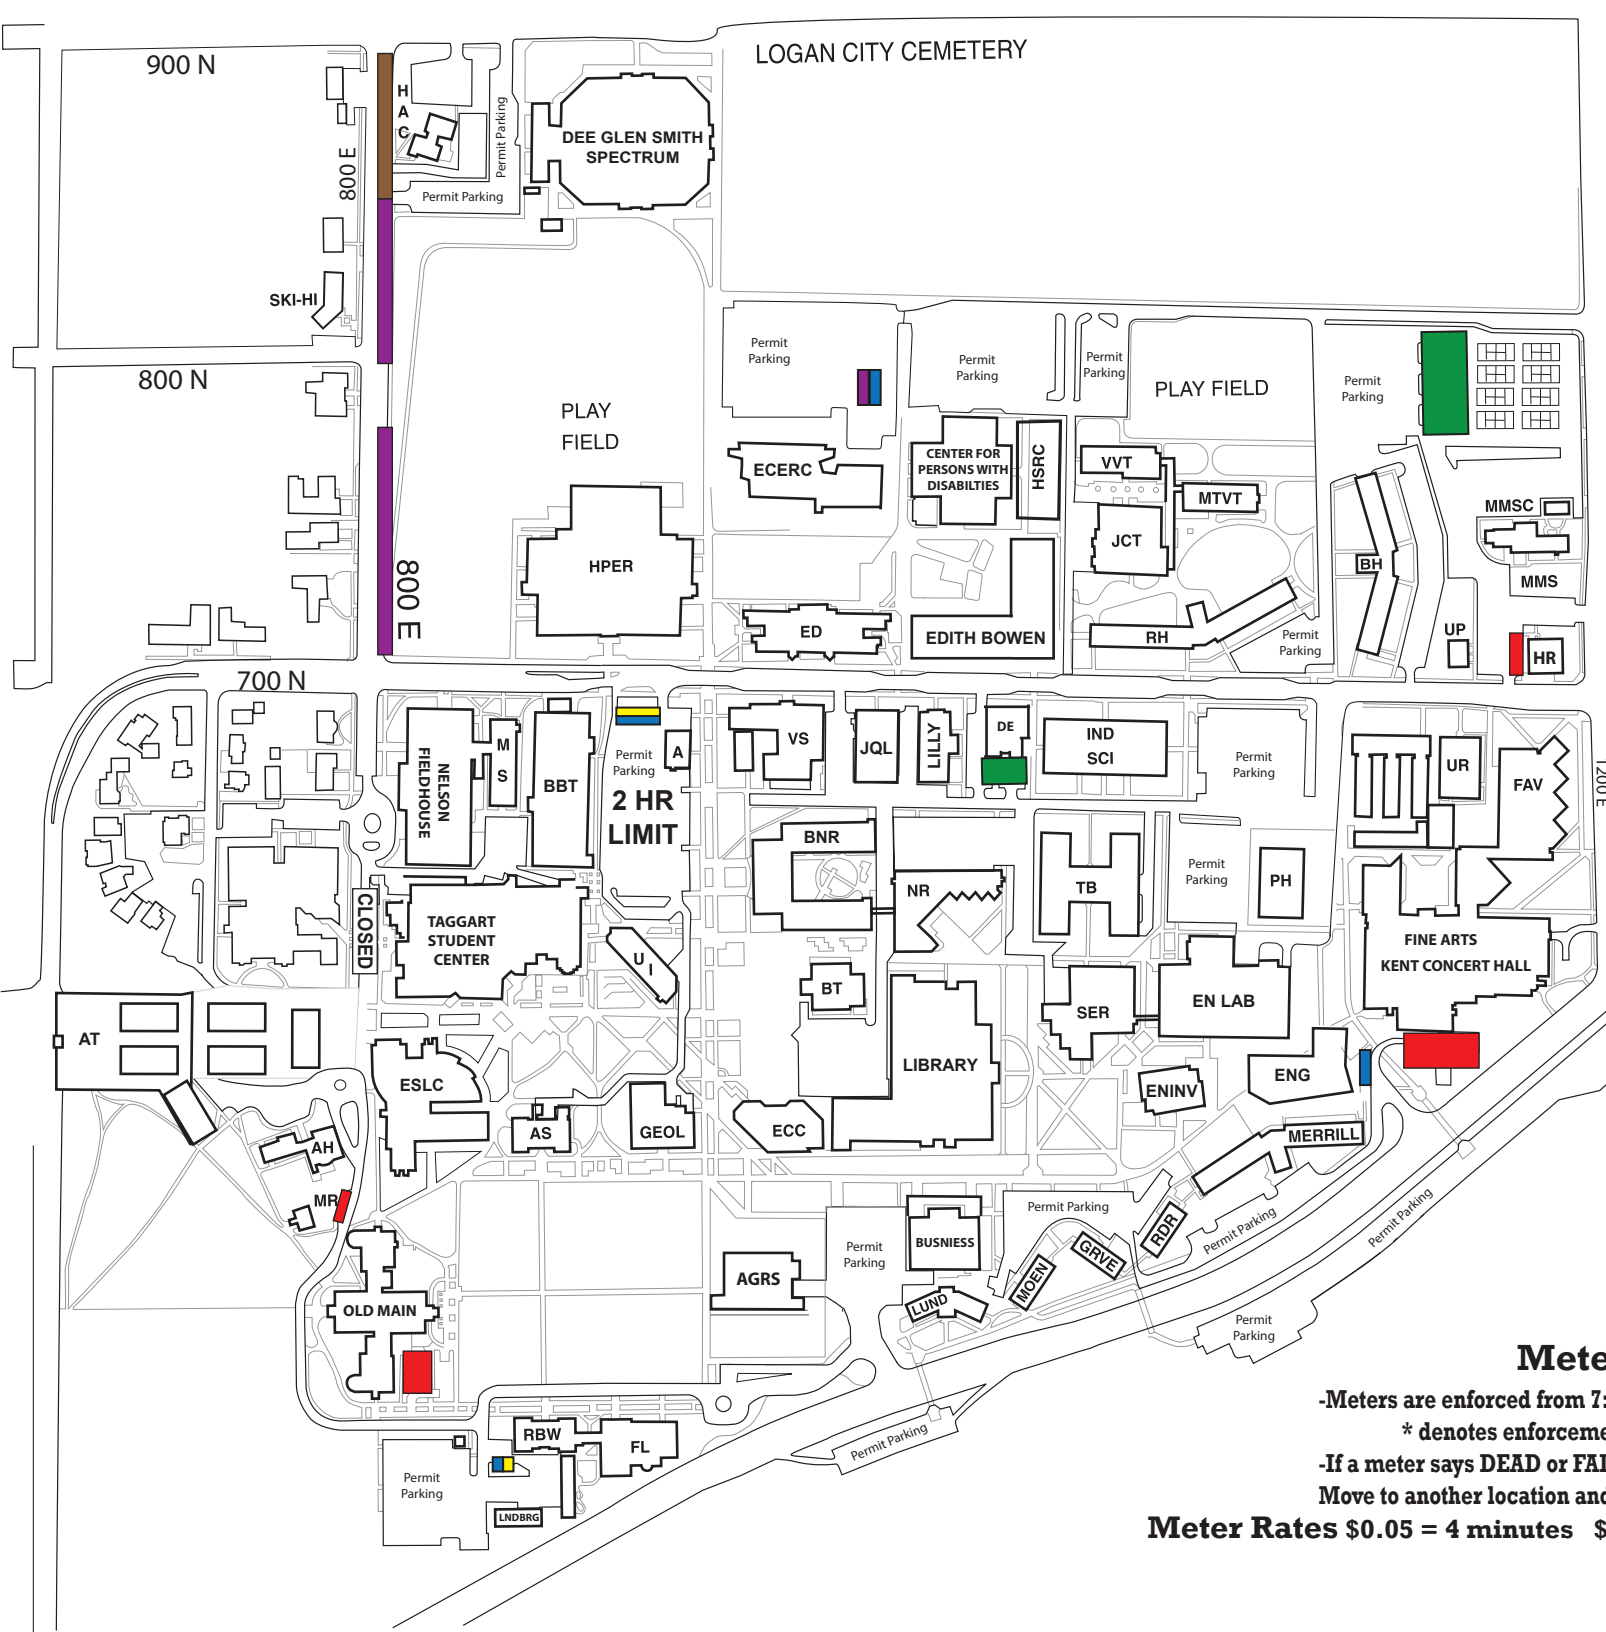 LOGAN CITY CEMETERY
900 N
H
A
C
Permit Parking
DEE GLEN SMITH
SPECTRUM
800 E
Permit Parking
SKI-HI
800 N
Permit
Parking
Permit
Parking
Permit
Parking
PLAY FIELD
Permit
Parking
PLAY
FIELD
ECERC
CENTER FOR
PERSONS WITH
DISABILTIES
HSRC
VVT
MTVT
JCT
MMSC
MMS
BH
HPER
800 E
ED
EDITH BOWEN
RH
Permit
Parking
UP
HR
700 N
NELSON
FIELDHOUSE
M
S
BBT
Permit
Parking
A
2 HR
LIMIT
VS
JQL
LILLY
DE
IND
SCI
Permit
Parking
UR
FAV
1200 E
BNR
NR
TB
Permit
Parking
PH
CLOSED
TAGGART
STUDENT
CENTER
U I
FINE ARTS
KENT CONCERT HALL
BT
SER
EN LAB
AT
ESLC
LIBRARY
ENG
ENINV
AS
GEOL
ECC
MERRILL
AH
MR
Permit Parking
RDR
Permit Parking
Permit Parking
BUSNIESS
Permit
Parking
GRVE
MOEN
LUND
AGRS
OLD MAIN
Permit
Parking
RBW
FL
Permit Parking
Permit
Parking
LNDBRG
Mete
-Meters are enforced from 7:
* denotes enforceme
-If a meter says DEAD or FAI
Move to another location and
Meter Rates $0.05 = 4 minutes $